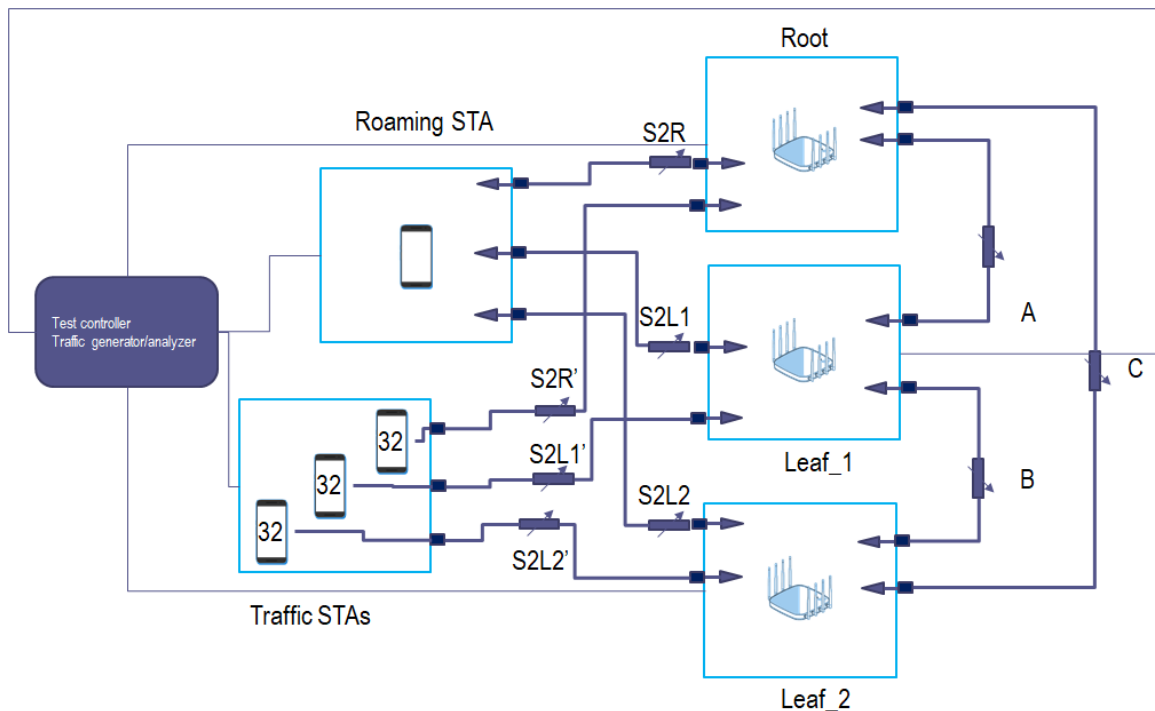 Root
Roaming STA
S2R
A
S2L1
C
Test controller
Traffic generator/analyzer
S2R’
32
S2L1’
Leaf_1
32
S2L2
B
32
S2L2’
Traffic STAs
Leaf_2